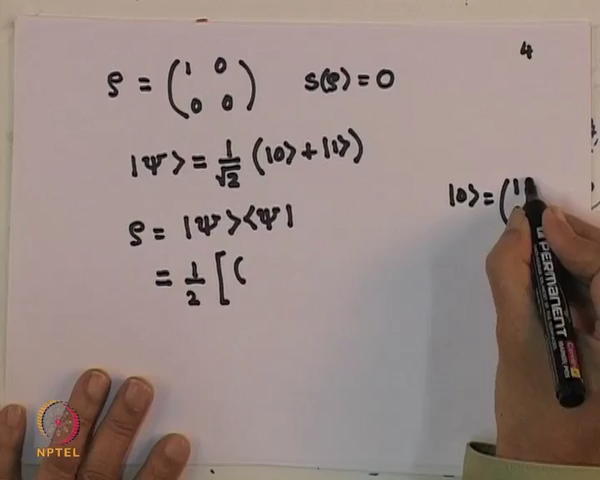 4
ρ = (1 0
0 0) S(ρ) = 0
|ψ> = 1/√2 (|0> + |1>)
ρ = |ψ><ψ|
|0> = (1
= 1/2 [(
PERMANENT
NPTEL